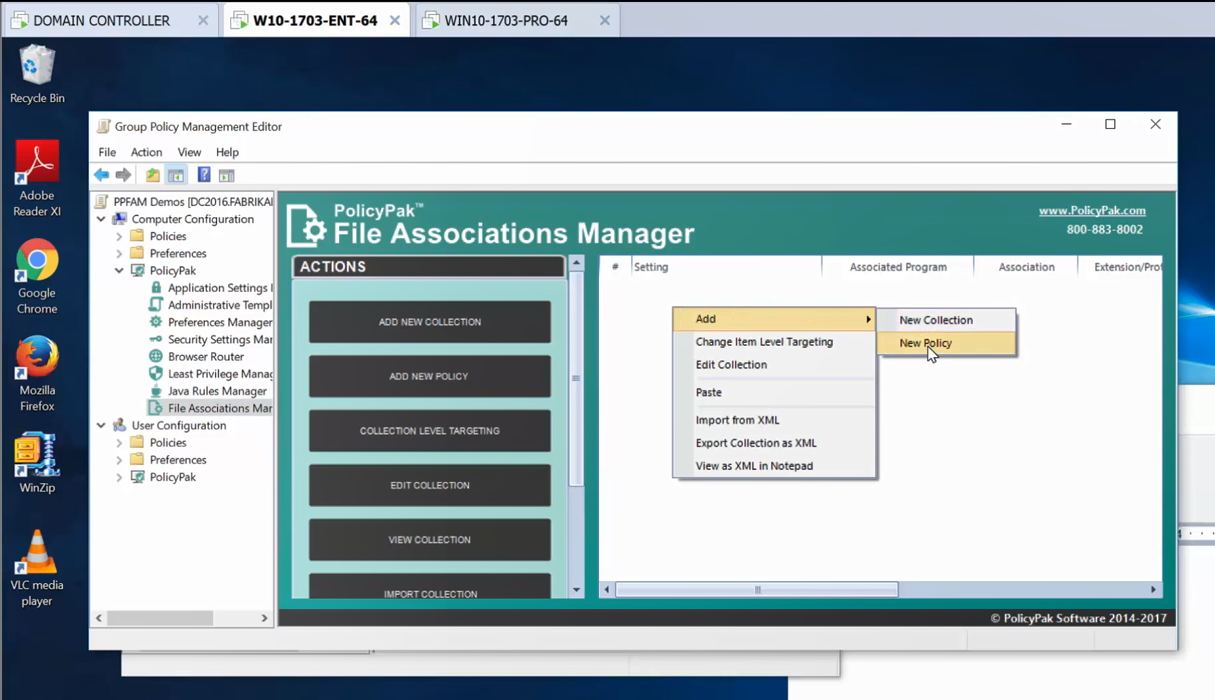 DOMAIN CONTROLLER
W10-1703-ENT-64
WIN10-1703-PRO-64
Recycle Bin
Adobe
Reader XI
Google
Chrome
Mozilla
Firefox
WinZip
VLC media
player
Group Policy Management Editor
File Action View Help
PPFAM Demos [DC2016.FABRIKA
Computer Configuration
Policies
Preferences
PolicyPak
Application Settings
Administrative Templ
Preferences Manager
Security Settings Mar
Browser Router
Least Privilege Manag
Java Rules Manager
File Associations Mar
User Configuration
Policies
Preferences
PolicyPak
PolicyPak™
File Associations Manager
www.PolicyPak.com
800-883-8002
ACTIONS
ADD NEW COLLECTION
ADD NEW POLICY
COLLECTION LEVEL TARGETING
EDIT COLLECTION
VIEW COLLECTION
IMPORT COLLECTION
# Setting Associated Program Association Extension/Prot
Add
Change Item Level Targeting
Edit Collection
Paste
Import from XML
Export Collection as XML
View as XML in Notepad
New Collection
New Policy
© PolicyPak Software 2014-2017